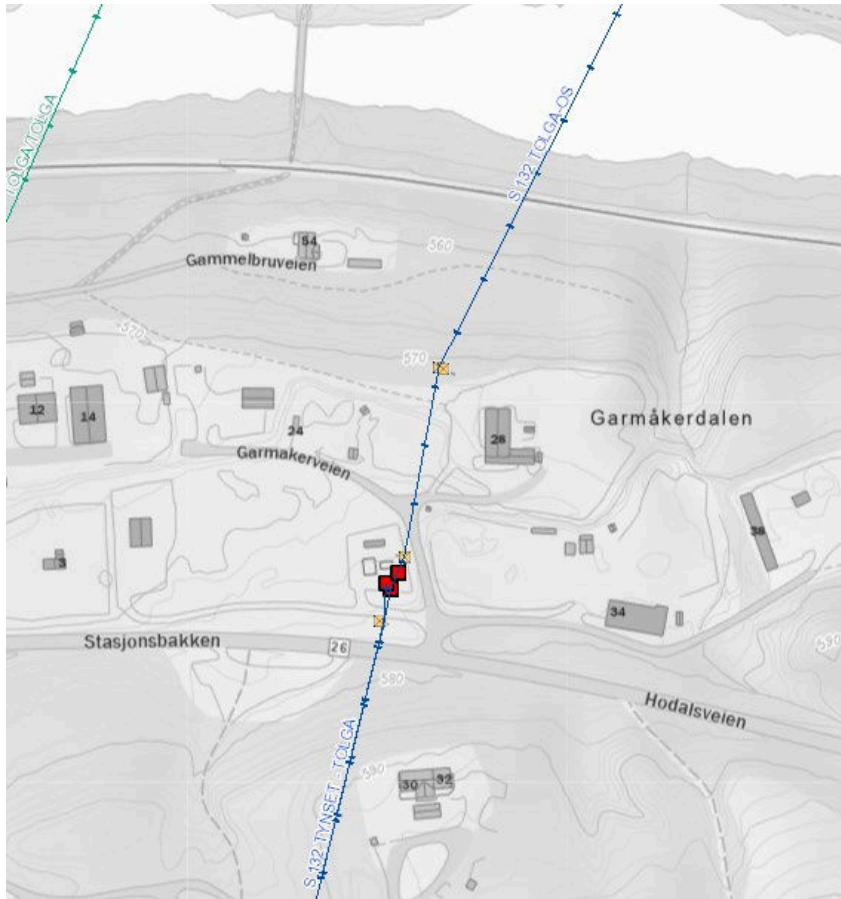 TOLGA/TOLGA
S 132 TOLGA-OS
54
560
Gammelbruveien
570
570
12
14
24
28
Garmåkerdalen
Garmakerveien
38
3
34
Stasjonsbakken
26
590
580
Hodalsveien
590
30
32
S 132 TYNSET - TOLGA